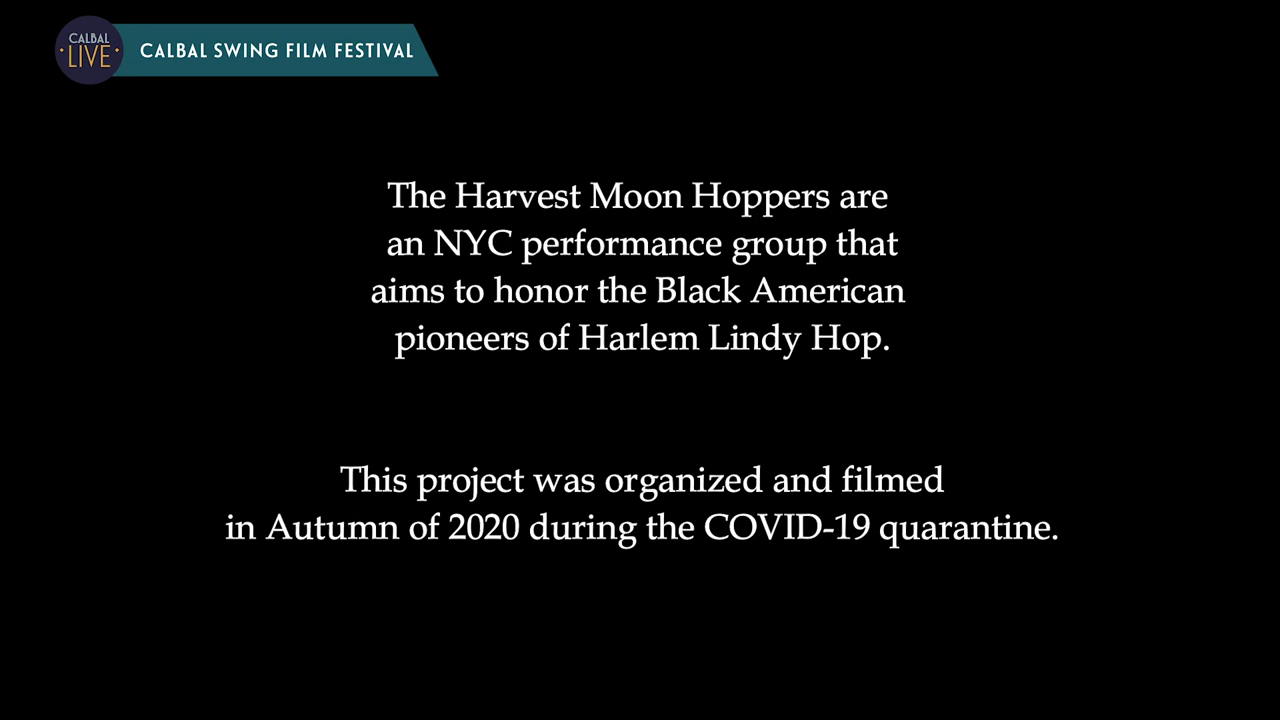 CALBAL
LIVE
CALBAL SWING FILM FESTIVAL
The Harvest Moon Hoppers are
an NYC performance group that
aims to honor the Black American
pioneers of Harlem Lindy Hop.
This project was organized and filmed
in Autumn of 2020 during the COVID-19 quarantine.